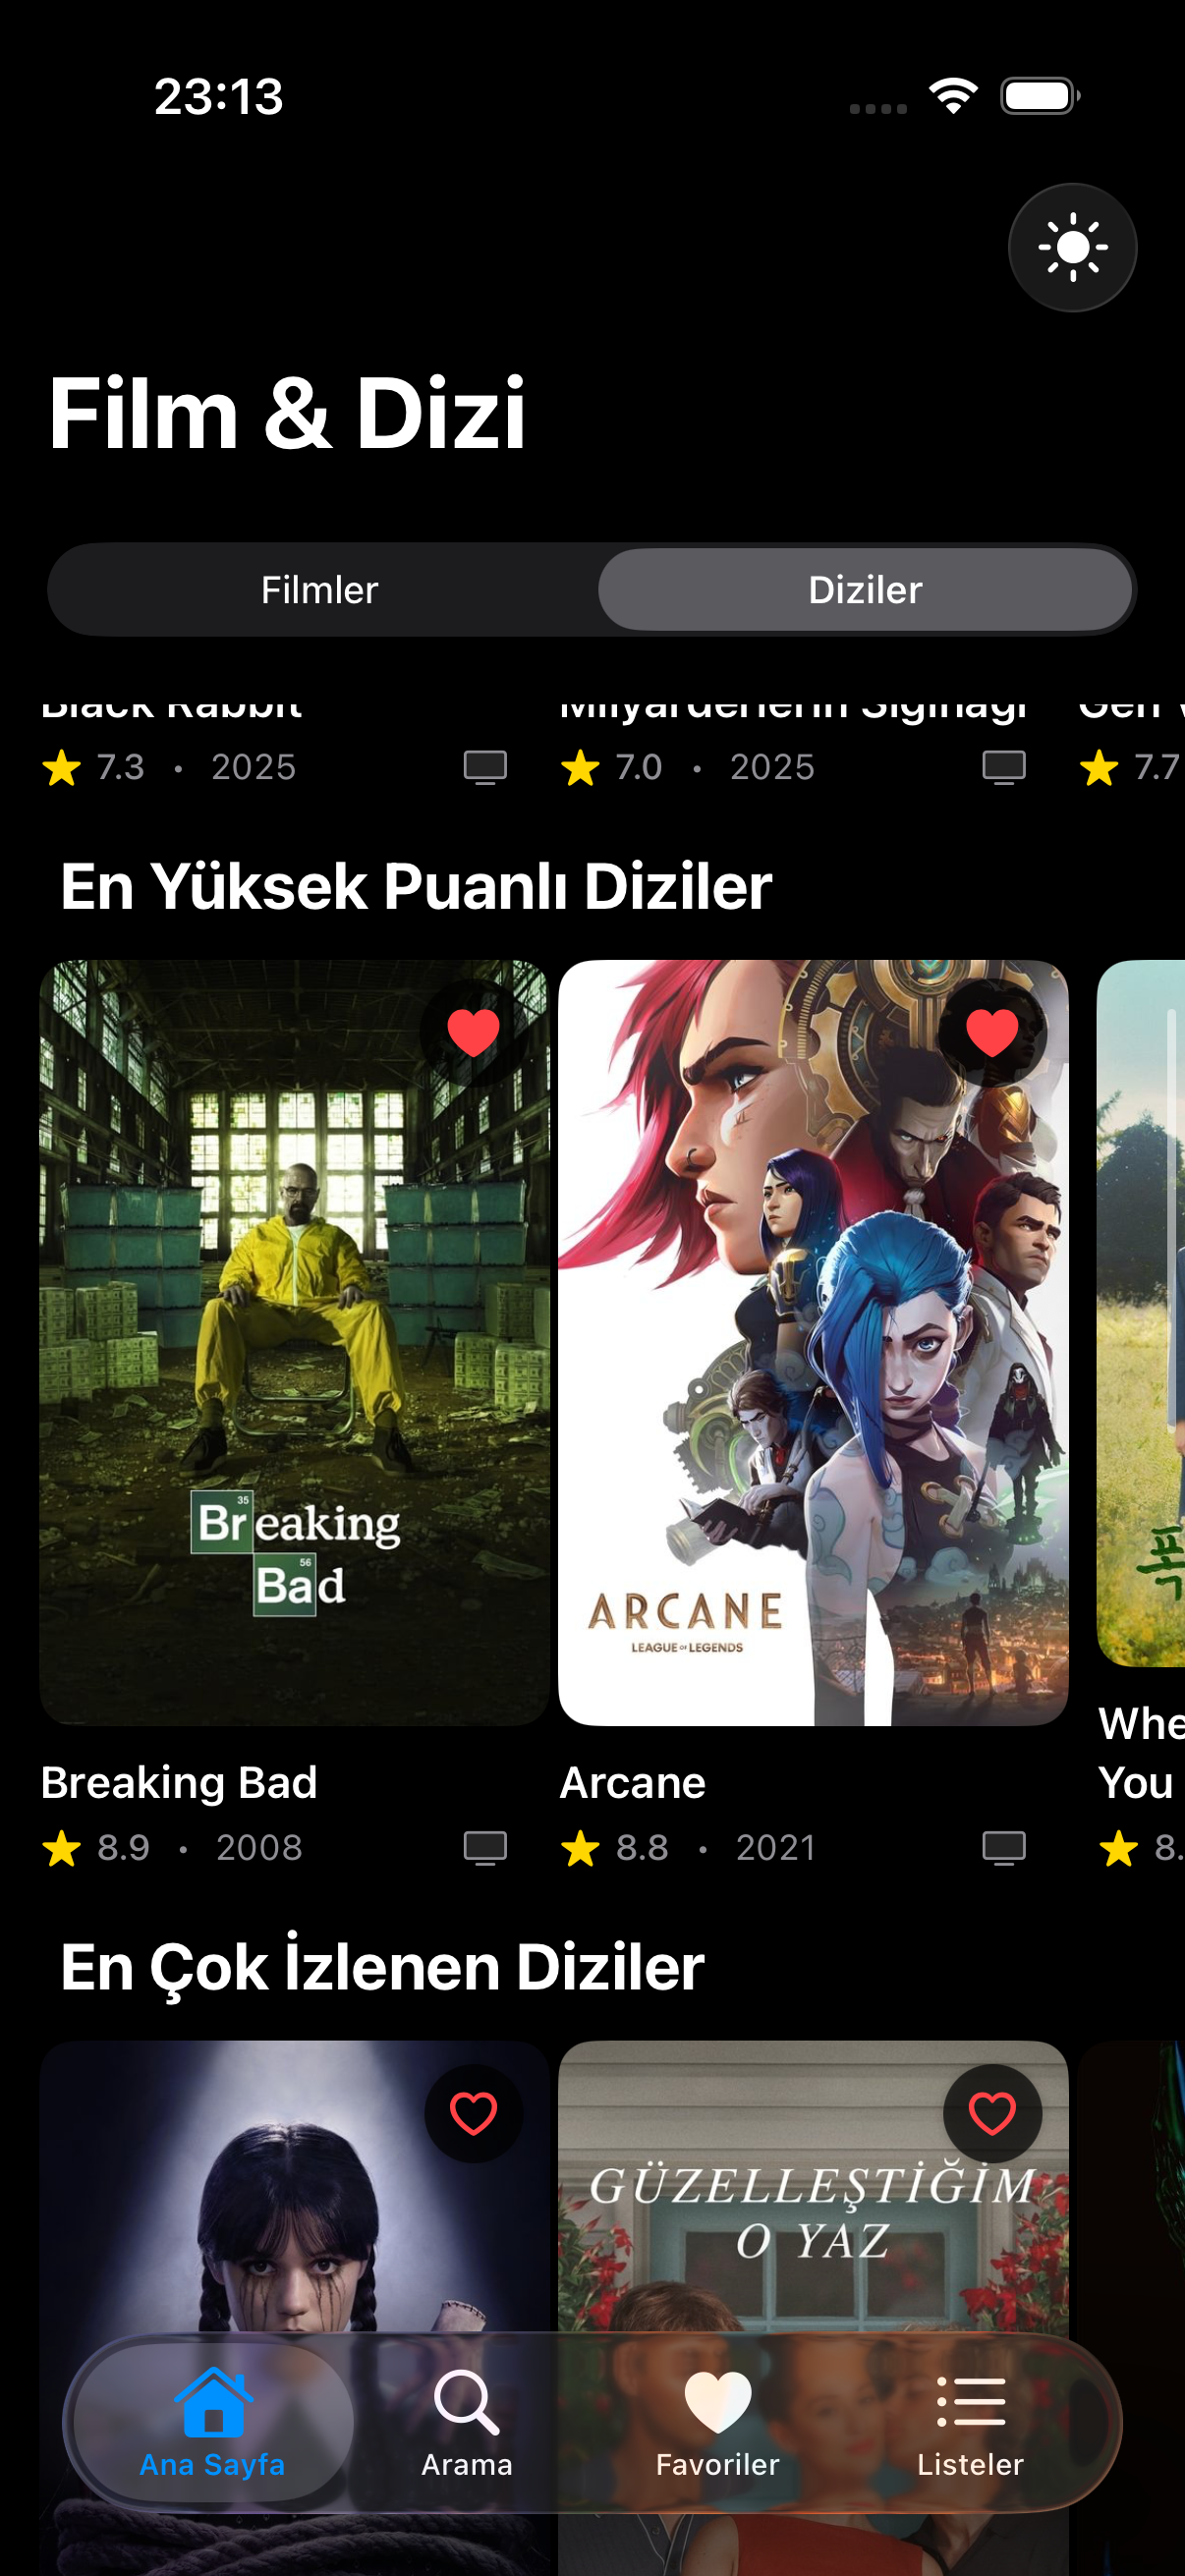 23:13
Film & Dizi
Filmler
Diziler
Black Rabbit
Milyarderlerin Sığınağı
7.3 • 2025
7.0 • 2025
7.7
En Yüksek Puanlı Diziler
35
Breaking
56
Bad
ARCANE
LEAGUE OF LEGENDS
Breaking Bad
Arcane
Whe
You
8.9 • 2008
8.8 • 2021
8.
En Çok İzlenen Diziler
GÜZELLEŞTİĞİM
O YAZ
Ana Sayfa
Arama
Favoriler
Listeler